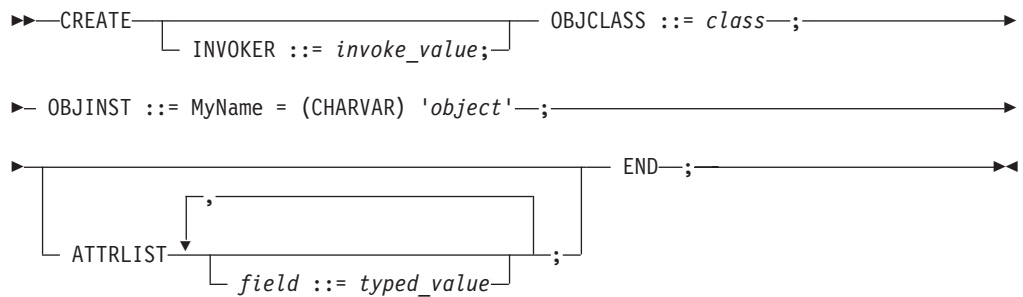 CREATE OBJCLASS ::= class ;
INVOKER ::= invoke_value;
OBJINST ::= MyName = (CHARVAR) 'object' ;
END ;
,
ATTRLIST ;
field ::= typed_value